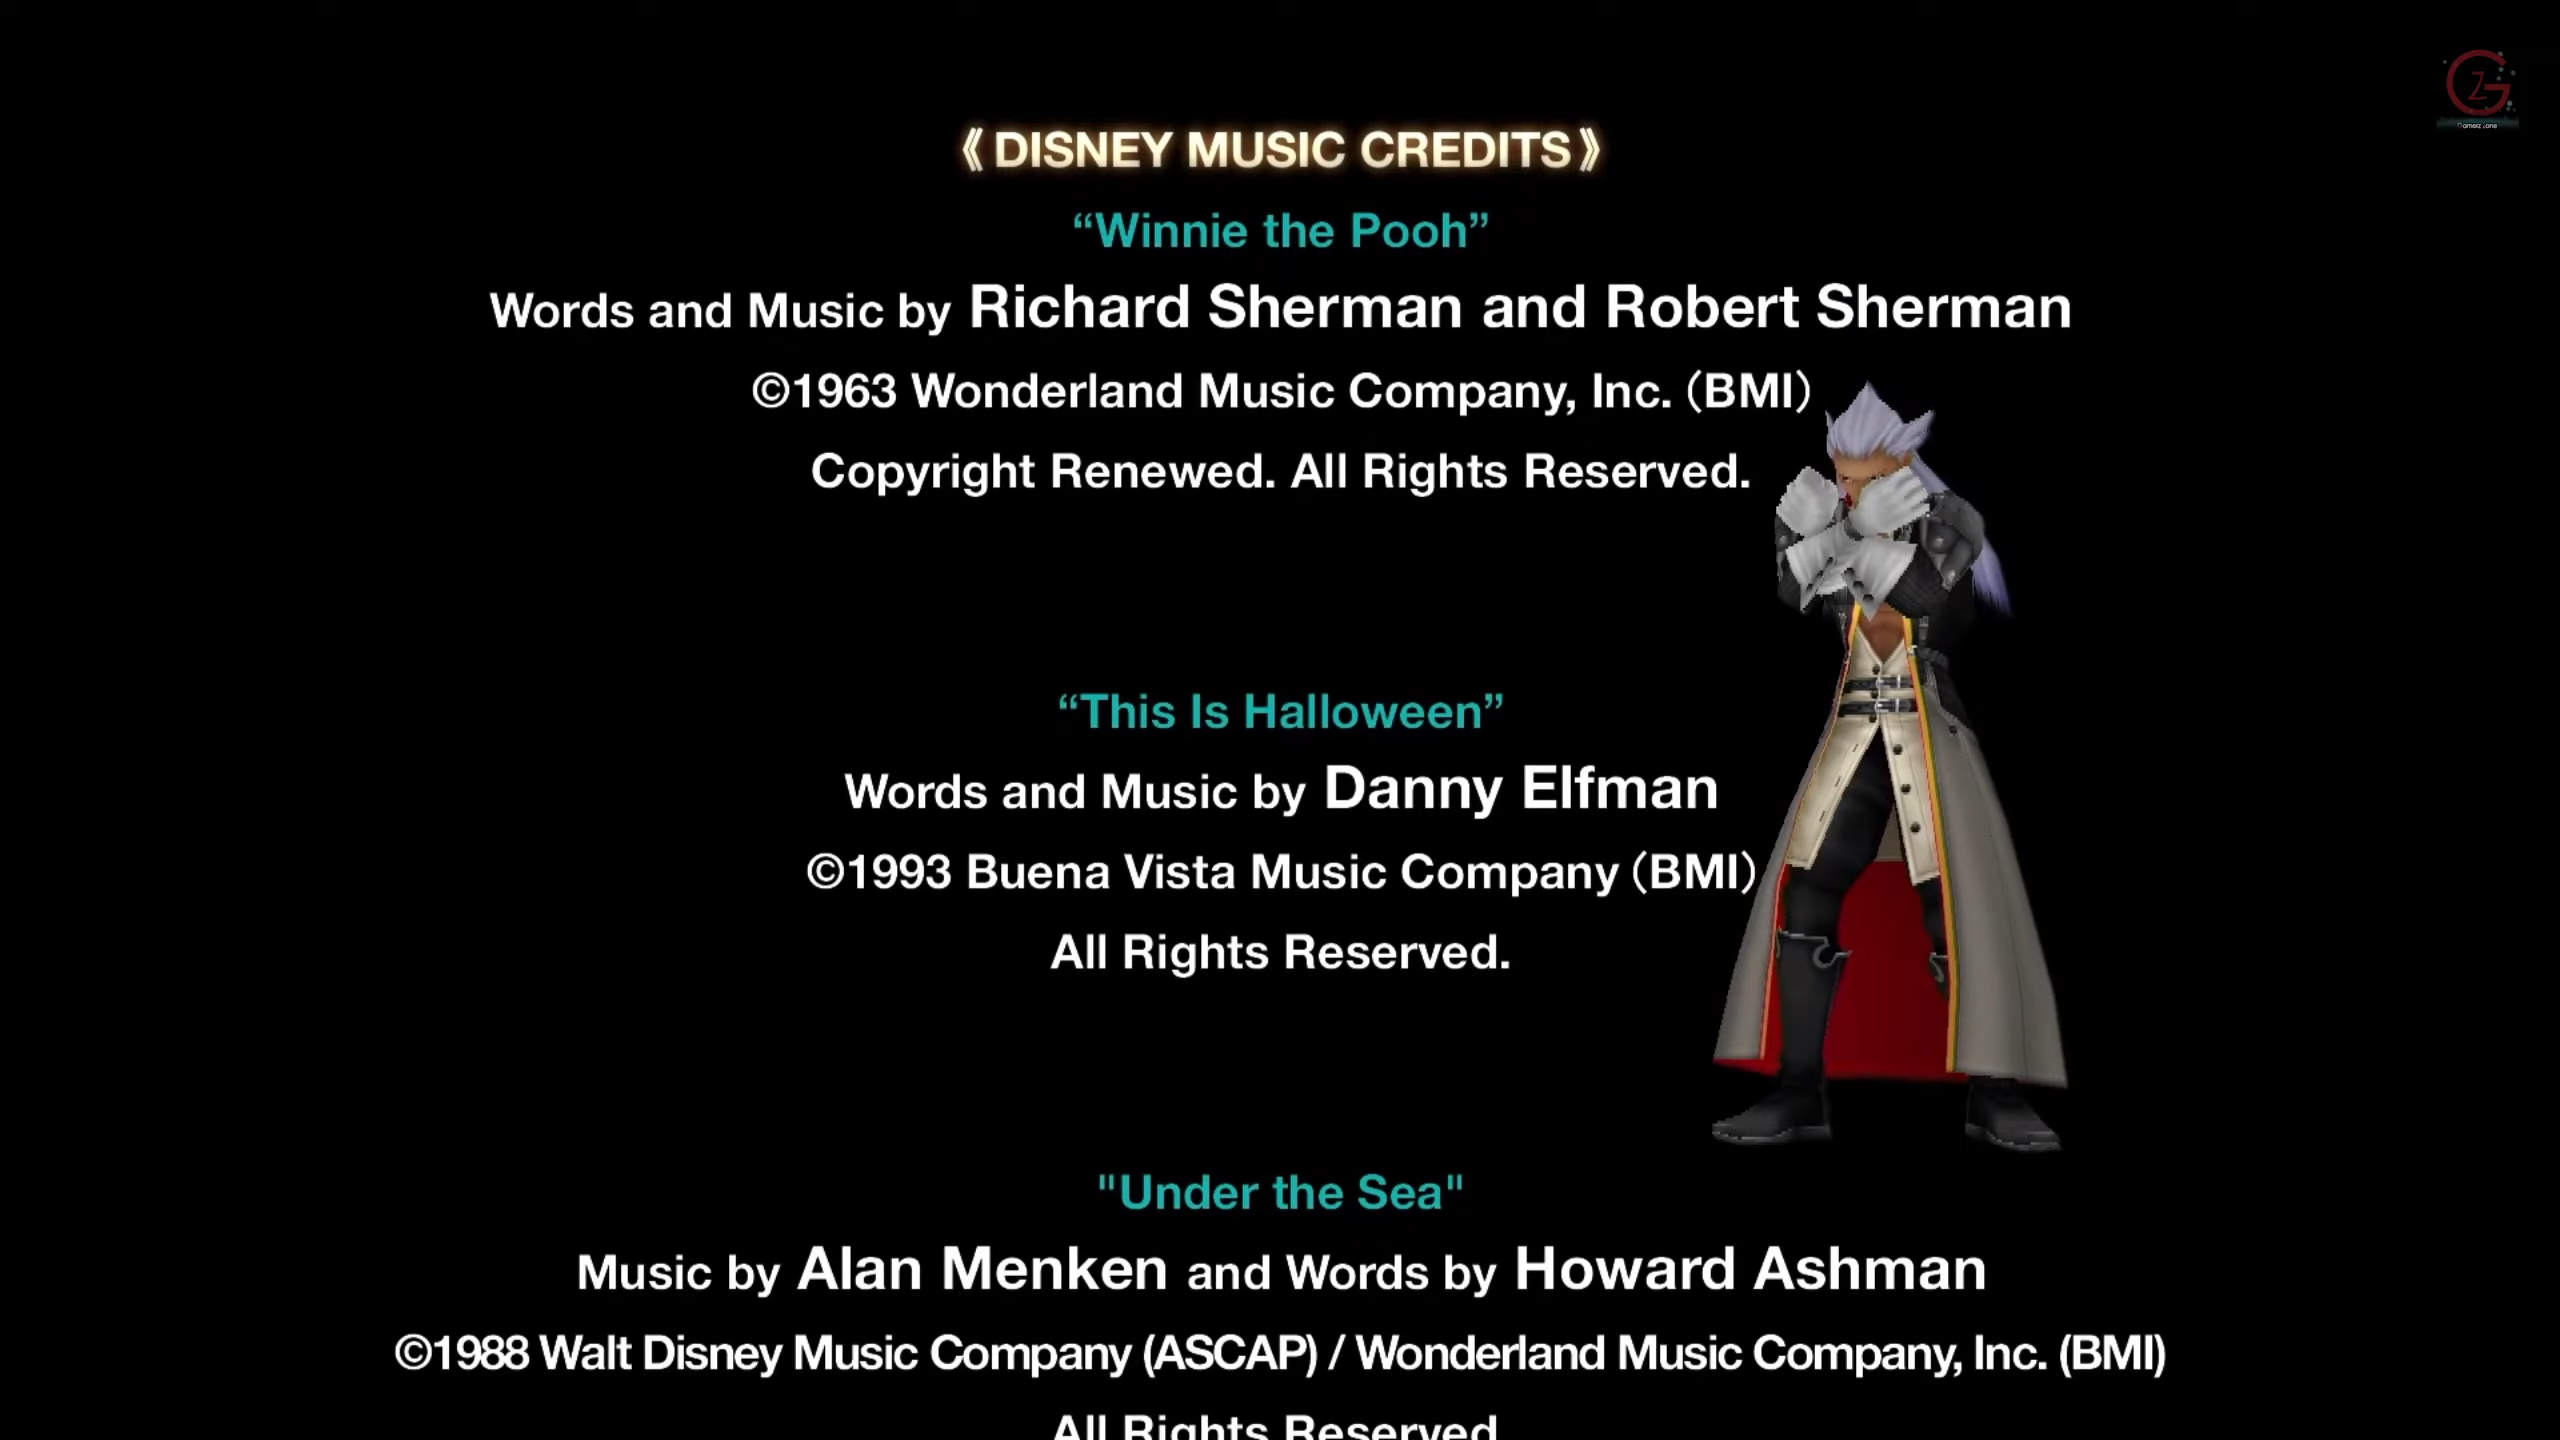 《DISNEY MUSIC CREDITS》
“Winnie the Pooh”
Words and Music by Richard Sherman and Robert Sherman
©1963 Wonderland Music Company, Inc. (BMI)
Copyright Renewed. All Rights Reserved.
“This Is Halloween”
Words and Music by Danny Elfman
©1993 Buena Vista Music Company (BMI)
All Rights Reserved.
"Under the Sea"
Music by Alan Menken and Words by Howard Ashman
©1988 Walt Disney Music Company (ASCAP) / Wonderland Music Company, Inc. (BMI)
All Rights Reserved